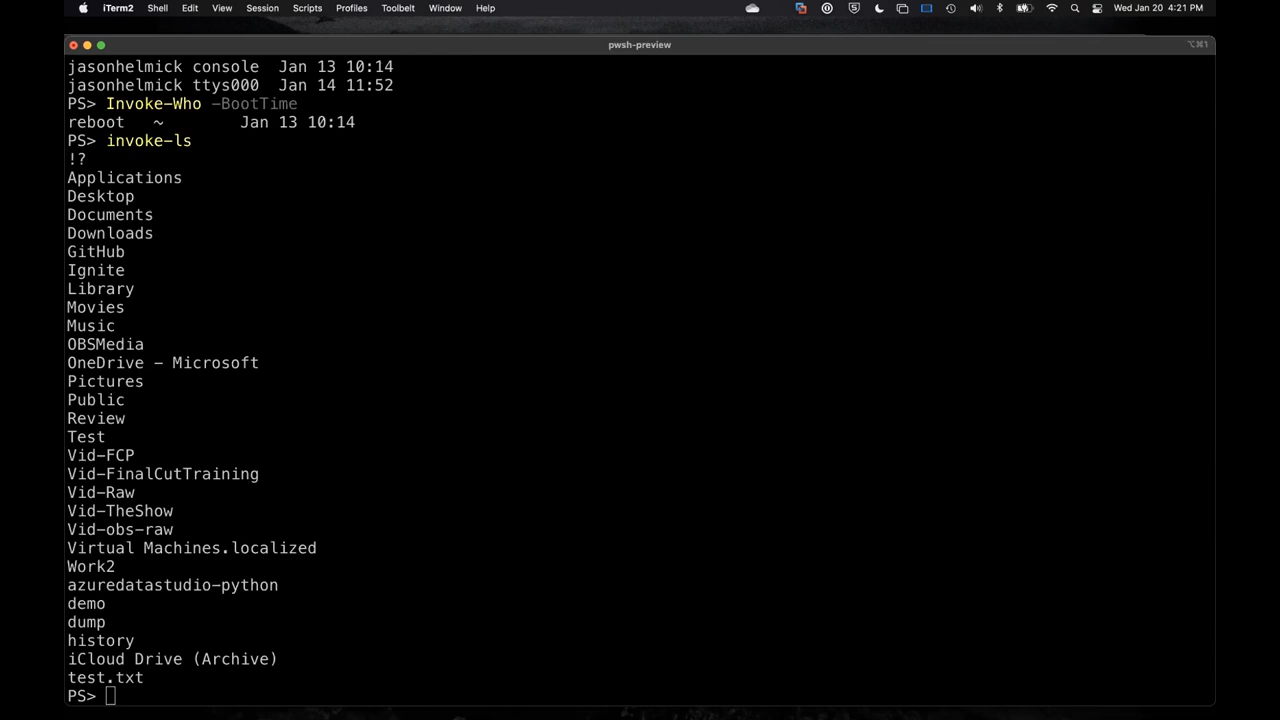 iTerm2 Shell Edit View Session Scripts Profiles Toolbelt Window Help Wed Jan 20 4:21 PM
pwsh-preview ⌥⌘1
jasonhelmick console Jan 13 10:14
jasonhelmick ttys000 Jan 14 11:52
PS> Invoke-Who -BootTime
reboot ~ Jan 13 10:14
PS> invoke-ls
!?
Applications
Desktop
Documents
Downloads
GitHub
Ignite
Library
Movies
Music
OBSMedia
OneDrive - Microsoft
Pictures
Public
Review
Test
Vid-FCP
Vid-FinalCutTraining
Vid-Raw
Vid-TheShow
Vid-obs-raw
Virtual Machines.localized
Work2
azuredatastudio-python
demo
dump
history
iCloud Drive (Archive)
test.txt
PS>